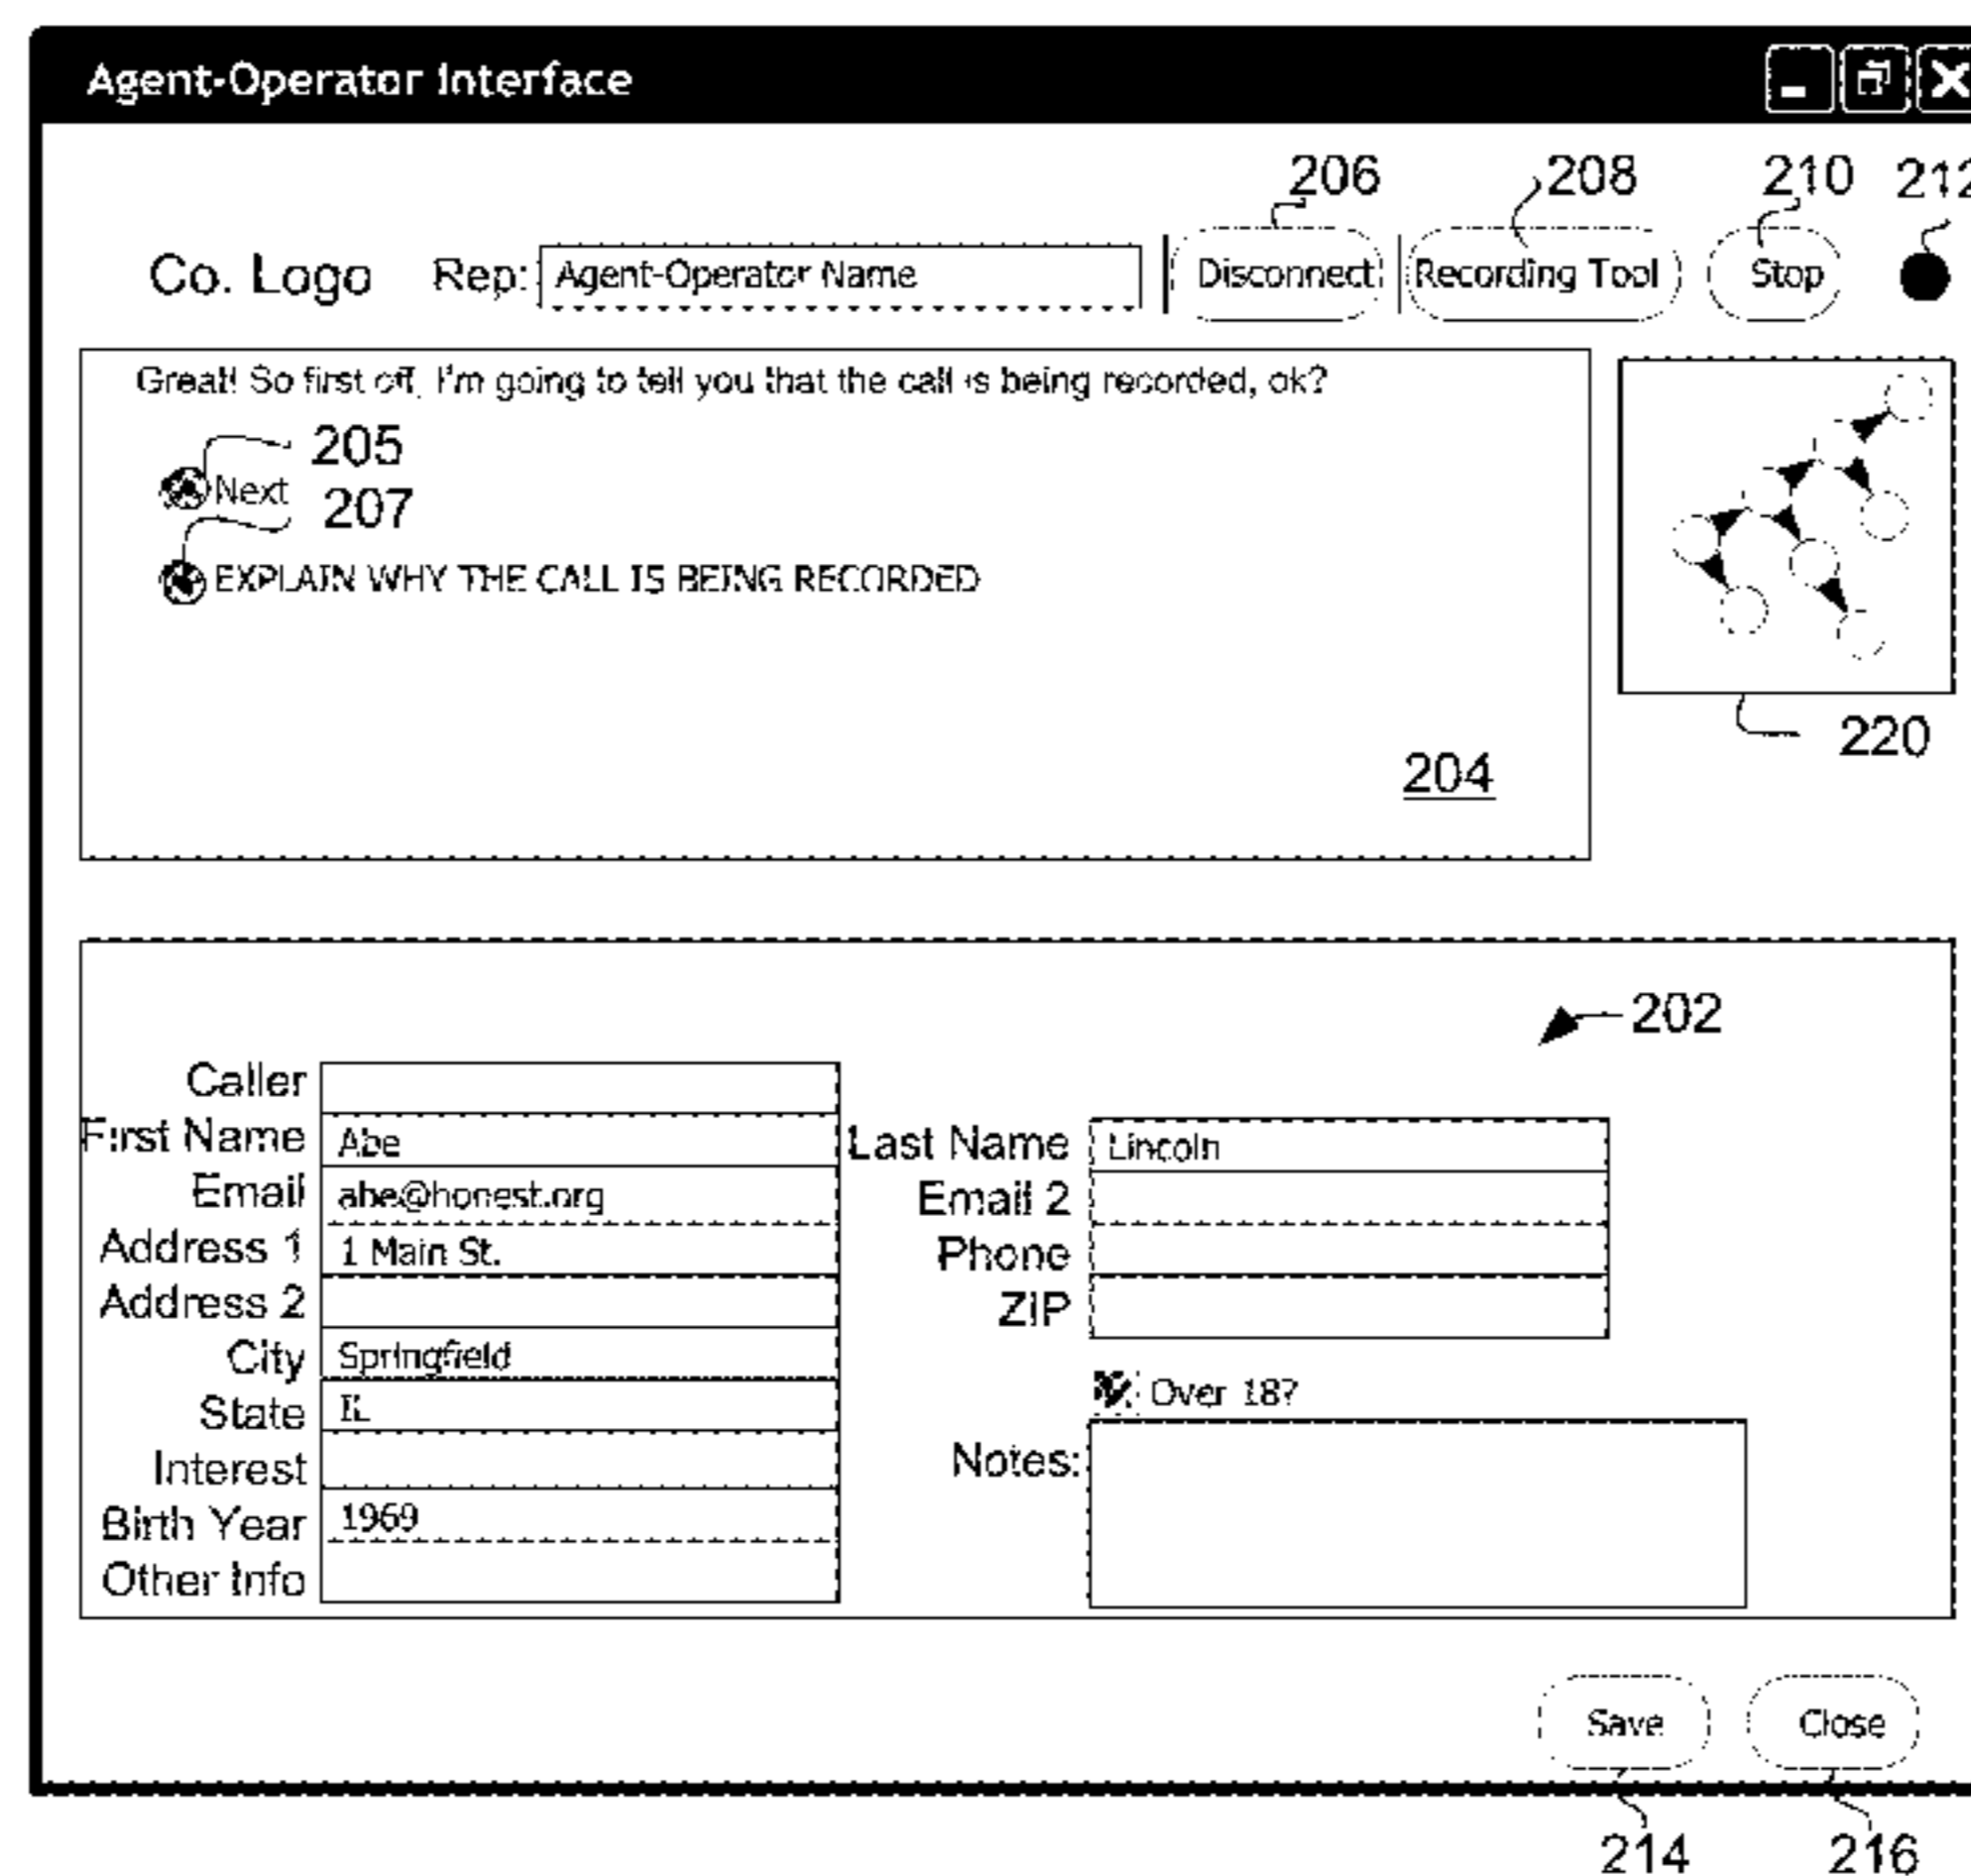 Agent-Operator Interface
206 208 210 212
Co. Logo Rep: Agent-Operator Name Disconnect Recording Tool Stop
Great! So first off, I'm going to tell you that the call is being recorded, ok?
205
Next
207
EXPLAIN WHY THE CALL IS BEING RECORDED
220
204
202
Caller
First Name Abe Last Name Lincoln
Email abe@honest.org Email 2
Address 1 1 Main St. Phone
Address 2 ZIP
City Springfield
State IL Over 18?
Interest Notes:
Birth Year 1969
Other Info
Save Close
214 216